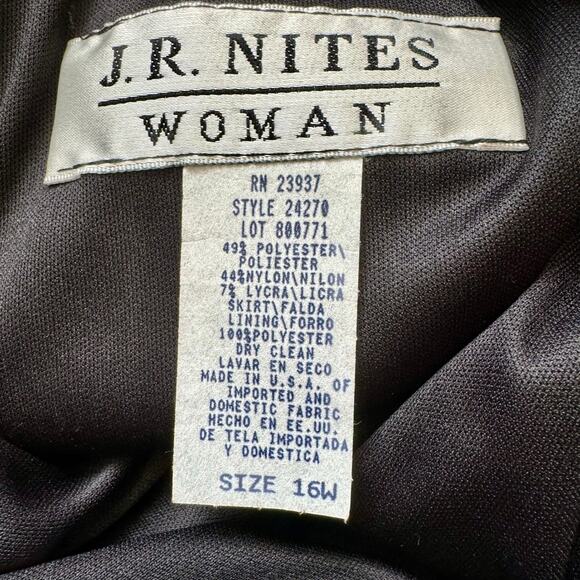 J.R. NITES
WOMAN
RN 23937
STYLE 24270
LOT 800771
49% POLYESTER\
POLIESTER
44%NYLON\NILON
7% LYCRA\LICRA
SKIRT\FALDA
LINING\FORRO
100%POLYESTER
DRY CLEAN
LAVAR EN SECO
MADE IN U.S.A. OF
IMPORTED AND
DOMESTIC FABRIC
HECHO EN EE.UU.
DE TELA IMPORTADA
Y DOMESTICA
SIZE 16W